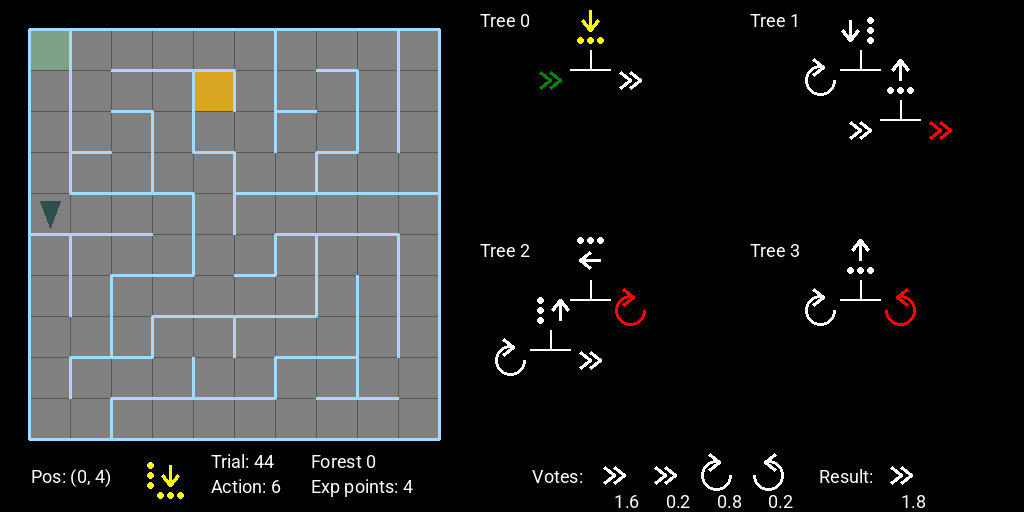 Tree 0
Tree 1
Tree 2
Tree 3
Pos: (0, 4)
Trial: 44
Forest 0
Action: 6
Exp points: 4
Votes:
1.6
0.2
0.8
0.2
Result:
1.8